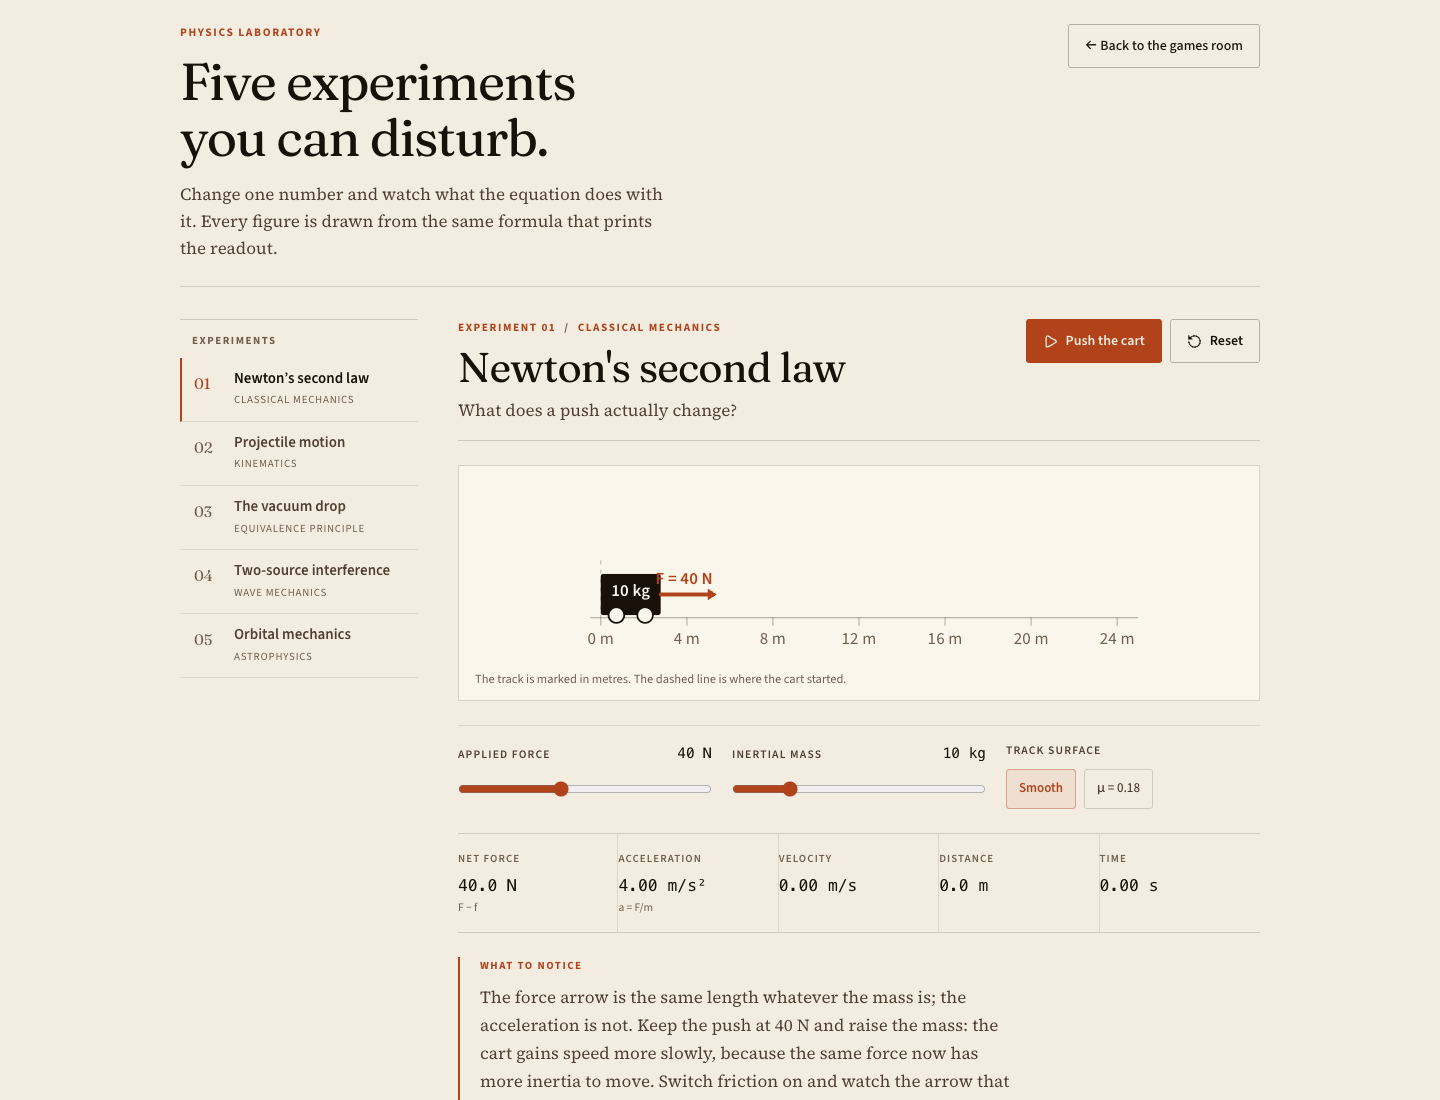 PHYSICS LABORATORY
← Back to the games room
Five experiments
you can disturb.
Change one number and watch what the equation does with
it. Every figure is drawn from the same formula that prints
the readout.
EXPERIMENTS
01
Newton’s second law
CLASSICAL MECHANICS
02
Projectile motion
KINEMATICS
03
The vacuum drop
EQUIVALENCE PRINCIPLE
04
Two-source interference
WAVE MECHANICS
05
Orbital mechanics
ASTROPHYSICS
EXPERIMENT 01 / CLASSICAL MECHANICS
Push the cart
Reset
Newton's second law
What does a push actually change?
F = 40 N
10 kg
0 m 4 m 8 m 12 m 16 m 20 m 24 m
The track is marked in metres. The dashed line is where the cart started.
APPLIED FORCE 40 N
INERTIAL MASS 10 kg
TRACK SURFACE
Smooth
μ = 0.18
NET FORCE
40.0 N
F − f
ACCELERATION
4.00 m/s²
a = F/m
VELOCITY
0.00 m/s
DISTANCE
0.0 m
TIME
0.00 s
WHAT TO NOTICE
The force arrow is the same length whatever the mass is; the
acceleration is not. Keep the push at 40 N and raise the mass: the
cart gains speed more slowly, because the same force now has
more inertia to move. Switch friction on and watch the arrow that